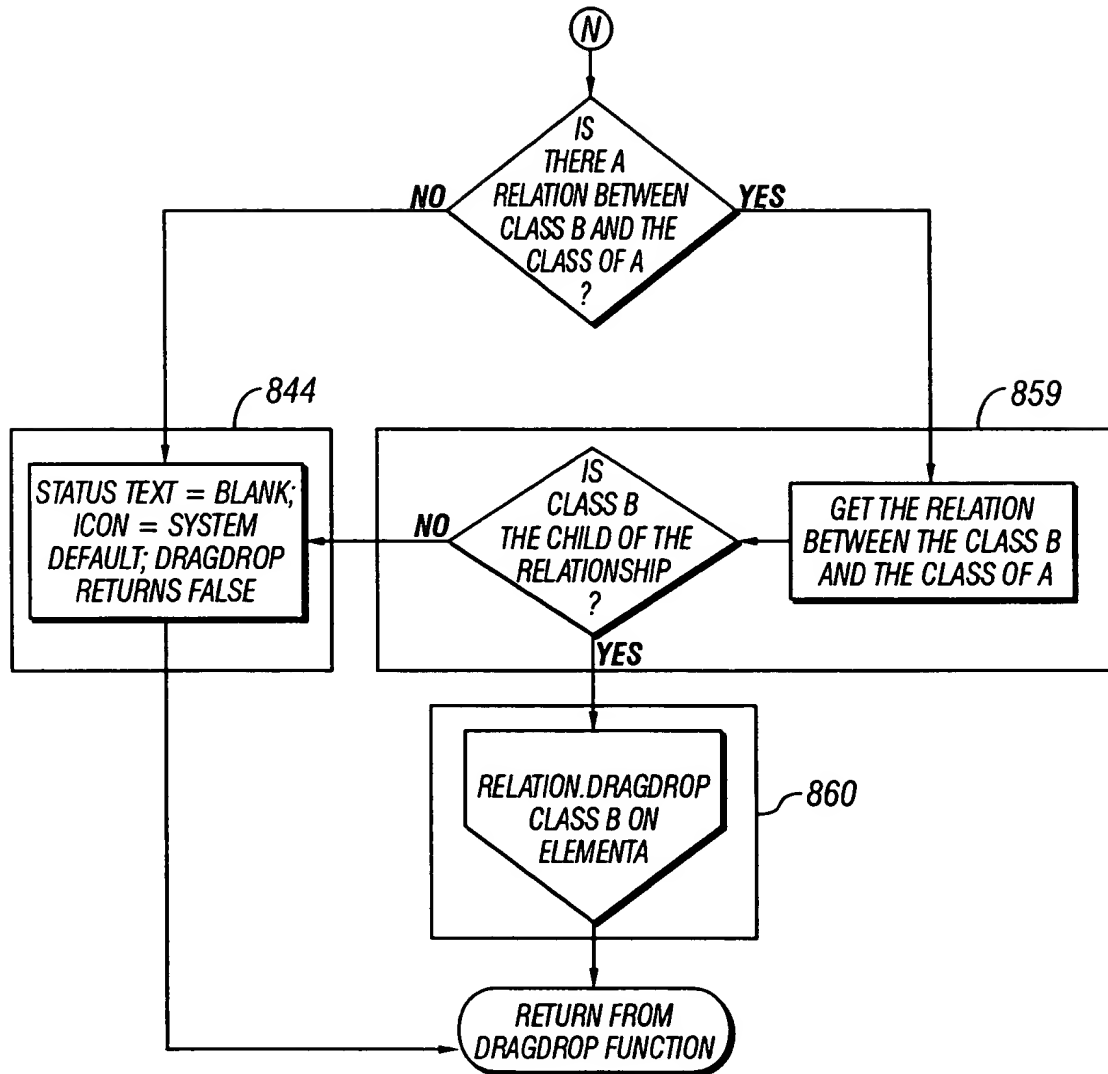 N
IS
THERE A
RELATION BETWEEN
CLASS B AND THE
CLASS OF A
?
NO
YES
844
859
STATUS TEXT = BLANK;
ICON = SYSTEM
DEFAULT; DRAGDROP
RETURNS FALSE
NO
IS
CLASS B
THE CHILD OF THE
RELATIONSHIP
?
YES
GET THE RELATION
BETWEEN THE CLASS B
AND THE CLASS OF A
RELATION.DRAGDROP
CLASS B ON
ELEMENTA
860
RETURN FROM
DRAGDROP FUNCTION